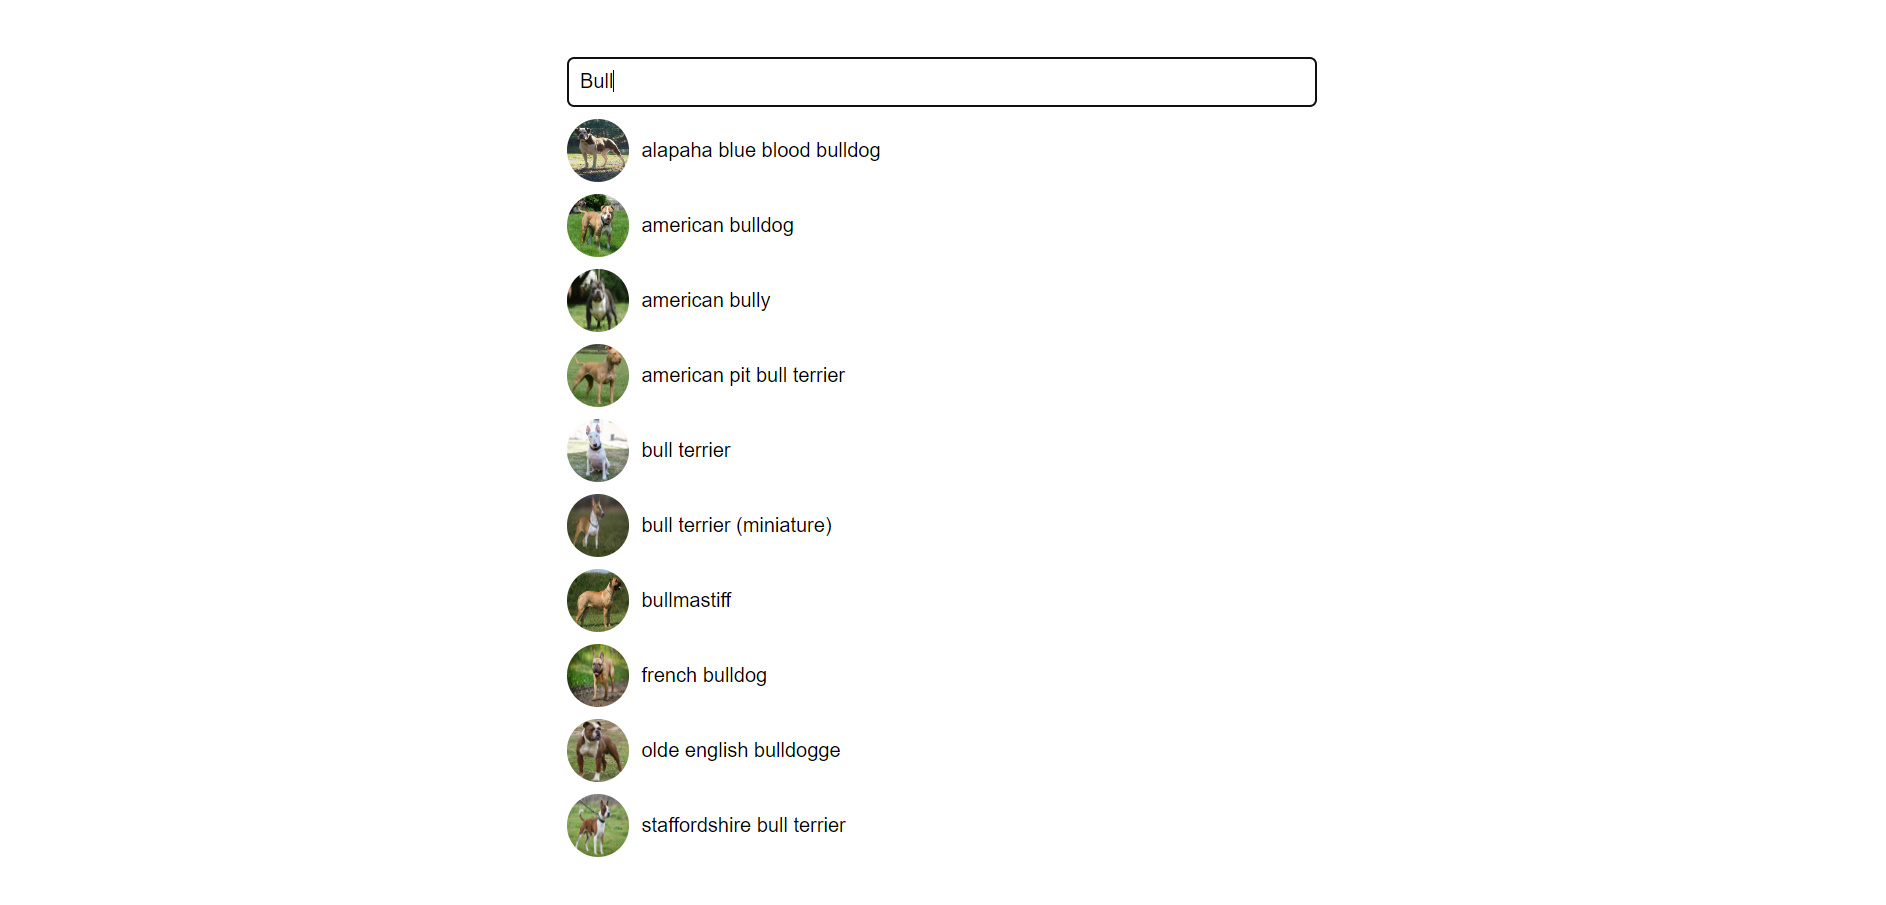 Bull
alapaha blue blood bulldog
american bulldog
american bully
american pit bull terrier
bull terrier
bull terrier (miniature)
bullmastiff
french bulldog
olde english bulldogge
staffordshire bull terrier